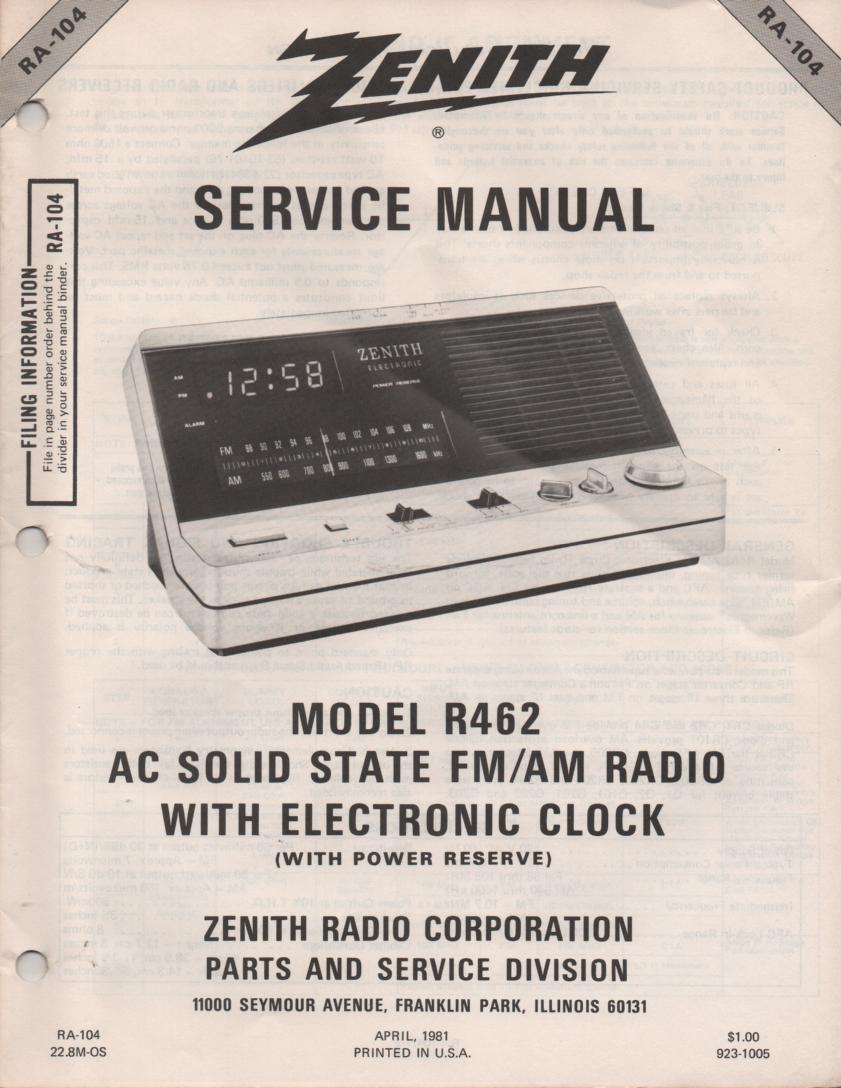 RA-104
RA-104
ZENITH
®
SERVICE MANUAL
FILING INFORMATION
File in page number order behind the
divider in your service manual binder.
RA-104
AM
PM
12:58
ALARM
ZENITH
ELECTRONIC
POWER RESERVE
FM 88 90 92 94 96 98 100 102 104 106 108 MHz
AM 550 600 700 800 900 1100 1300 1600 kHz
MODEL R462
AC SOLID STATE FM/AM RADIO
WITH ELECTRONIC CLOCK
(WITH POWER RESERVE)
ZENITH RADIO CORPORATION
PARTS AND SERVICE DIVISION
11000 SEYMOUR AVENUE, FRANKLIN PARK, ILLINOIS 60131
RA-104
22.8M-OS
APRIL, 1981
PRINTED IN U.S.A.
$1.00
923-1005